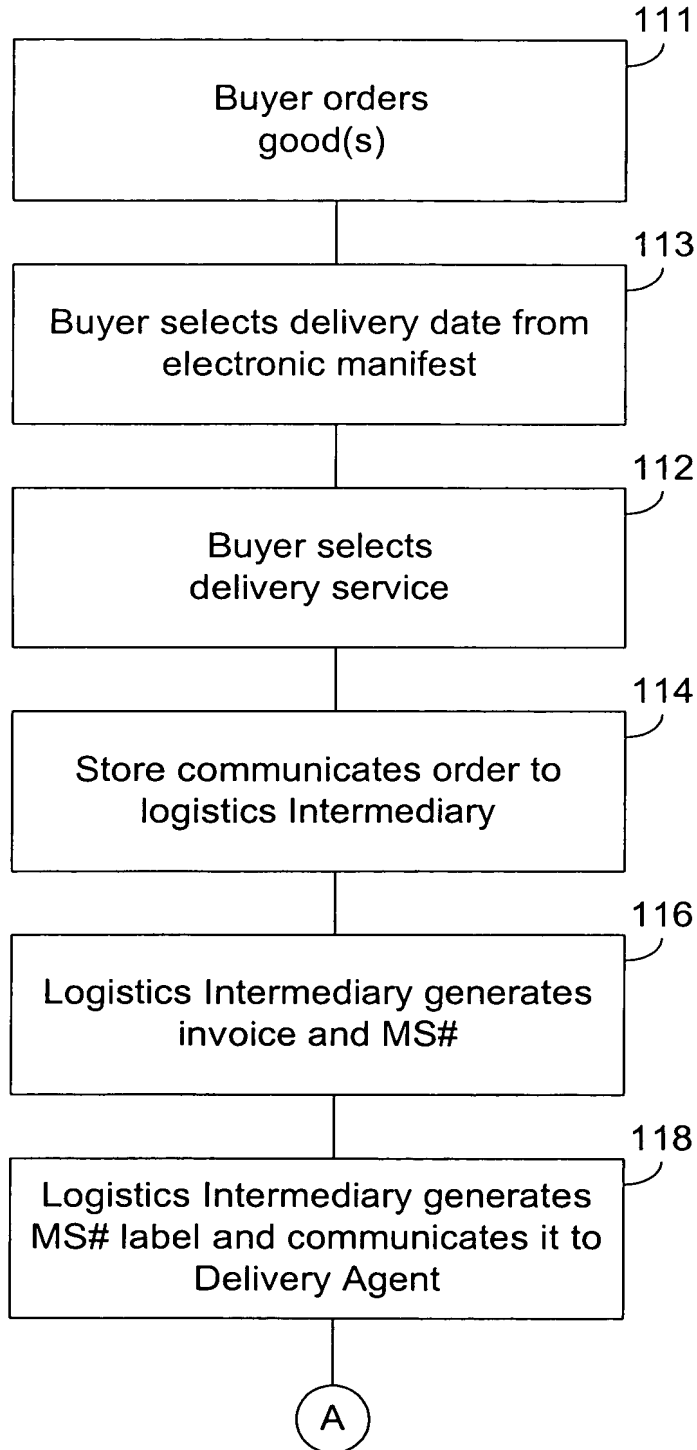 111
Buyer orders
good(s)
113
Buyer selects delivery date from
electronic manifest
112
Buyer selects
delivery service
114
Store communicates order to
logistics Intermediary
116
Logistics Intermediary generates
invoice and MS#
118
Logistics Intermediary generates
MS# label and communicates it to
Delivery Agent
A